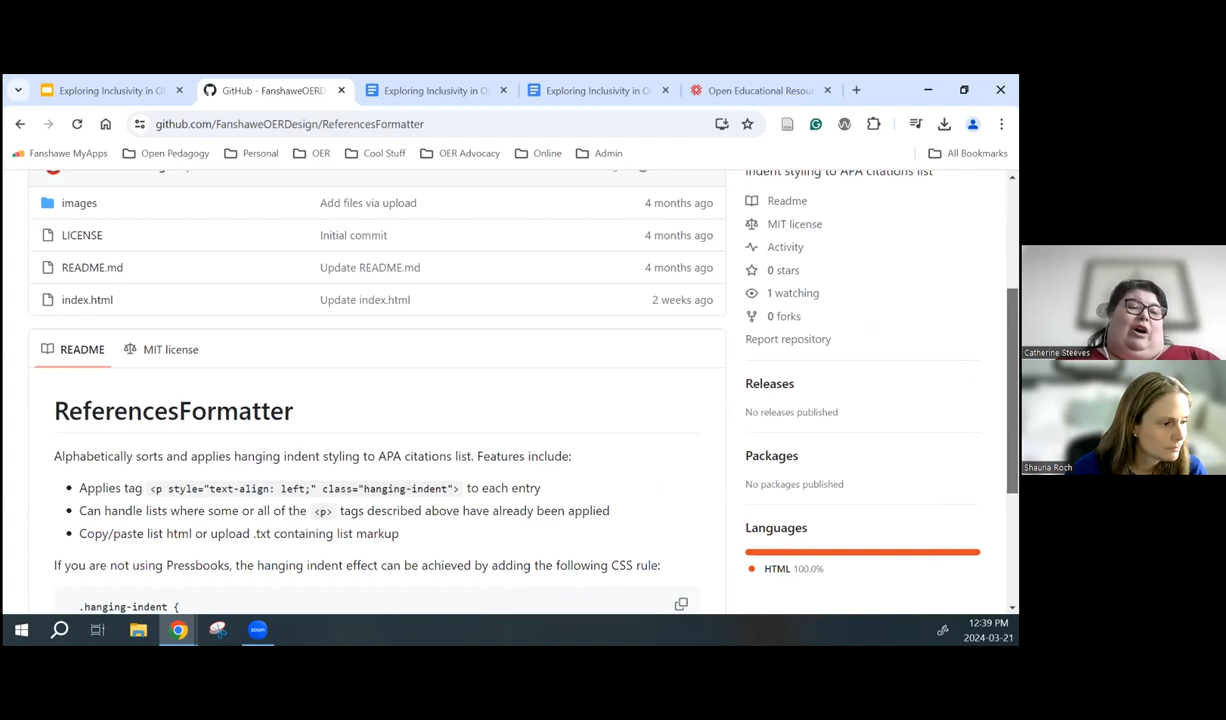 Exploring Inclusivity in O
GitHub - FanshaweOERD
Exploring Inclusivity in O
Exploring Inclusivity in O
Open Educational Resou
github.com/FanshaweOERDesign/ReferencesFormatter
Fanshawe MyApps
Open Pedagogy
Personal
OER
Cool Stuff
OER Advocacy
Online
Admin
All Bookmarks
indent styling to APA citations list
images Add files via upload 4 months ago
LICENSE Initial commit 4 months ago
README.md Update README.md 4 months ago
index.html Update index.html 2 weeks ago
README
MIT license
ReferencesFormatter
Alphabetically sorts and applies hanging indent styling to APA citations list. Features include:
Applies tag <p style="text-align: left;" class="hanging-indent"> to each entry
Can handle lists where some or all of the <p> tags described above have already been applied
Copy/paste list html or upload .txt containing list markup
If you are not using Pressbooks, the hanging indent effect can be achieved by adding the following CSS rule:
.hanging-indent {
Readme
MIT license
Activity
0 stars
1 watching
0 forks
Report repository
Releases
No releases published
Packages
No packages published
Languages
HTML 100.0%
Catherine Steeves
Shauna Roch
zoom
12:39 PM
2024-03-21